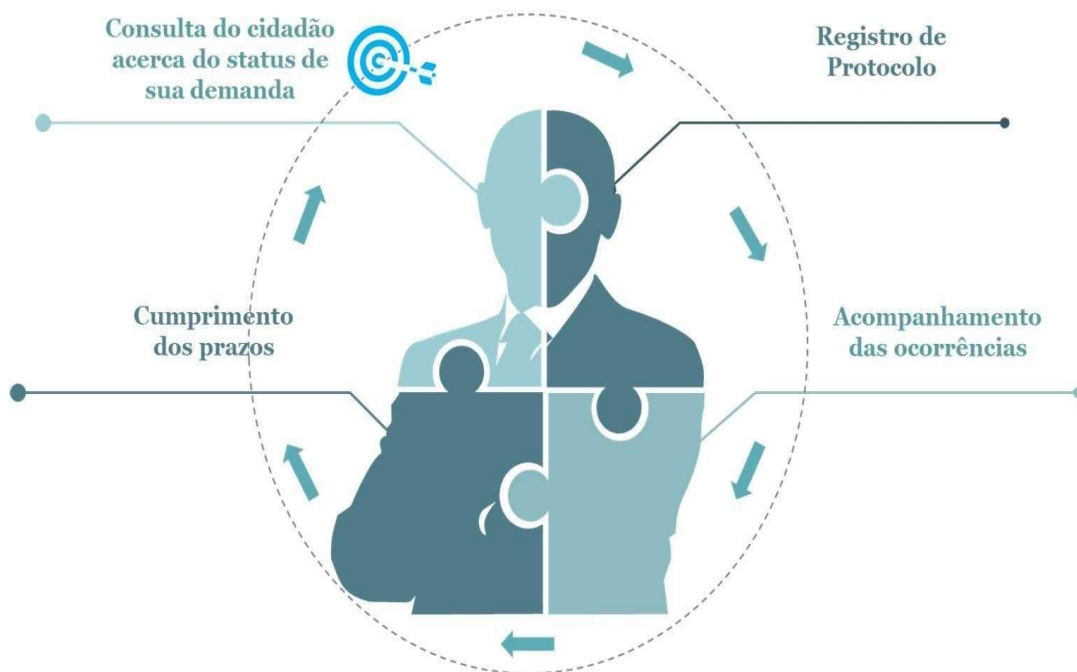 Consulta do cidadão
acerca do status de
sua demanda
Registro de
Protocolo
Cumprimento
dos prazos
Acompanhamento
das ocorrências